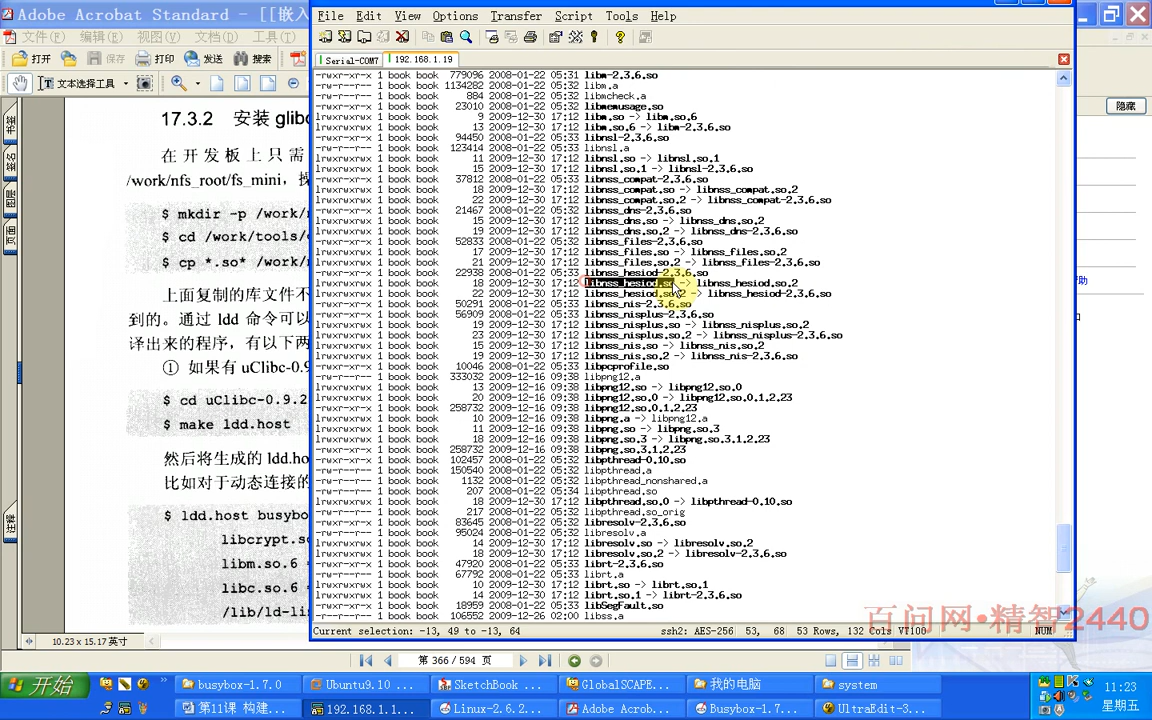 Adobe Acrobat Standard - [[嵌入
文件(F) 编辑(E) 视图(V) 文档(D) 工具(T)
打开 保存 打印 发送 搜索
文本选择工具
隐藏
书签
签名
图层
页面
注释
17.3.2 安装 glib
在 开 发 板 上 只 需
/work/nfs_root/fs_mini，操
$ mkdir -p /work/
$ cd /work/tools/
$ cp *.so* /work/
上面复制的库文件不
到的。通过 ldd 命令可以
译出来的程序，有以下两
① 如果有 uClibc-0.9
$ cd uClibc-0.9.2
$ make ldd.host
然后将生成的 ldd.ho
比如对于动态连接的
$ ldd.host busybo
libcrypt.s
libm.so.6
libc.so.6
/lib/ld-li
File Edit View Options Transfer Script Tools Help
Serial-COM7 192.168.1.19
-rwxr-xr-x 1 book book 779096 2008-01-22 05:31 libm-2.3.6.so
-rw-r--r-- 1 book book 1134282 2008-01-22 05:33 libm.a
-rw-r--r-- 1 book book 884 2008-01-22 05:33 libmcheck.a
-rwxr-xr-x 1 book book 23010 2008-01-22 05:33 libmemusage.so
lrwxrwxrwx 1 book book 9 2009-12-30 17:12 libm.so -> libm.so.6
lrwxrwxrwx 1 book book 13 2009-12-30 17:12 libm.so.6 -> libm-2.3.6.so
-rwxr-xr-x 1 book book 94450 2008-01-22 05:33 libnsl-2.3.6.so
-rw-r--r-- 1 book book 123414 2008-01-22 05:33 libnsl.a
lrwxrwxrwx 1 book book 11 2009-12-30 17:12 libnsl.so -> libnsl.so.1
lrwxrwxrwx 1 book book 15 2009-12-30 17:12 libnsl.so.1 -> libnsl-2.3.6.so
-rwxr-xr-x 1 book book 37812 2008-01-22 05:33 libnss_compat-2.3.6.so
lrwxrwxrwx 1 book book 18 2009-12-30 17:12 libnss_compat.so -> libnss_compat.so.2
lrwxrwxrwx 1 book book 22 2009-12-30 17:12 libnss_compat.so.2 -> libnss_compat-2.3.6.so
-rwxr-xr-x 1 book book 21467 2008-01-22 05:32 libnss_dns-2.3.6.so
lrwxrwxrwx 1 book book 15 2009-12-30 17:12 libnss_dns.so -> libnss_dns.so.2
lrwxrwxrwx 1 book book 19 2009-12-30 17:12 libnss_dns.so.2 -> libnss_dns-2.3.6.so
-rwxr-xr-x 1 book book 52833 2008-01-22 05:32 libnss_files-2.3.6.so
lrwxrwxrwx 1 book book 17 2009-12-30 17:12 libnss_files.so -> libnss_files.so.2
lrwxrwxrwx 1 book book 21 2009-12-30 17:12 libnss_files.so.2 -> libnss_files-2.3.6.so
-rwxr-xr-x 1 book book 22938 2008-01-22 05:33 libnss_hesiod-2.3.6.so
lrwxrwxrwx 1 book book 18 2009-12-30 17:12 libnss_hesiod.so -> libnss_hesiod.so.2
lrwxrwxrwx 1 book book 22 2009-12-30 17:12 libnss_hesiod.so.2 -> libnss_hesiod-2.3.6.so
-rwxr-xr-x 1 book book 50291 2008-01-22 05:33 libnss_nis-2.3.6.so
-rwxr-xr-x 1 book book 56909 2008-01-22 05:33 libnss_nisplus-2.3.6.so
lrwxrwxrwx 1 book book 19 2009-12-30 17:12 libnss_nisplus.so -> libnss_nisplus.so.2
lrwxrwxrwx 1 book book 23 2009-12-30 17:12 libnss_nisplus.so.2 -> libnss_nisplus-2.3.6.so
lrwxrwxrwx 1 book book 15 2009-12-30 17:12 libnss_nis.so -> libnss_nis.so.2
lrwxrwxrwx 1 book book 19 2009-12-30 17:12 libnss_nis.so.2 -> libnss_nis-2.3.6.so
-rwxr-xr-x 1 book book 10046 2008-01-22 05:33 libpcprofile.so
-rw-r--r-- 1 book book 333032 2009-12-16 09:38 libpng12.a
lrwxrwxrwx 1 book book 13 2009-12-16 09:38 libpng12.so -> libpng12.so.0
lrwxrwxrwx 1 book book 20 2009-12-16 09:38 libpng12.so.0 -> libpng12.so.0.1.2.23
-rwxr-xr-x 1 book book 258732 2009-12-16 09:38 libpng12.so.0.1.2.23
lrwxrwxrwx 1 book book 10 2009-12-16 09:38 libpng.a -> libpng12.a
lrwxrwxrwx 1 book book 11 2009-12-16 09:38 libpng.so -> libpng.so.3
lrwxrwxrwx 1 book book 18 2009-12-16 09:38 libpng.so.3 -> libpng.so.3.1.2.23
-rwxr-xr-x 1 book book 258732 2009-12-16 09:38 libpng.so.3.1.2.23
-rwxr-xr-x 1 book book 102457 2008-01-22 05:32 libpthread-0.10.so
-rw-r--r-- 1 book book 150540 2008-01-22 05:32 libpthread.a
-rw-r--r-- 1 book book 1132 2008-01-22 05:32 libpthread_nonshared.a
-rw-r--r-- 1 book book 207 2008-01-22 05:34 libpthread.so
lrwxrwxrwx 1 book book 18 2009-12-30 17:12 libpthread.so.0 -> libpthread-0.10.so
-rw-r--r-- 1 book book 217 2008-01-22 05:32 libpthread.so_orig
-rwxr-xr-x 1 book book 83645 2008-01-22 05:32 libresolv-2.3.6.so
-rw-r--r-- 1 book book 95024 2008-01-22 05:32 libresolv.a
lrwxrwxrwx 1 book book 14 2009-12-30 17:12 libresolv.so -> libresolv.so.2
lrwxrwxrwx 1 book book 18 2009-12-30 17:12 libresolv.so.2 -> libresolv-2.3.6.so
-rwxr-xr-x 1 book book 47920 2008-01-22 05:33 librt-2.3.6.so
-rw-r--r-- 1 book book 67792 2008-01-22 05:33 librt.a
lrwxrwxrwx 1 book book 10 2009-12-30 17:12 librt.so -> librt.so.1
lrwxrwxrwx 1 book book 14 2009-12-30 17:12 librt.so.1 -> librt-2.3.6.so
-rwxr-xr-x 1 book book 18959 2008-01-22 05:33 libSegFault.so
-r--r--r-- 1 book book 106552 2009-12-26 02:00 libss.a
Current selection: -13, 49 to -13, 64 ssh2: AES-256 53, 68 53 Rows, 132 Cols VT100 NUM
助
百问网•精智2440
10.23 x 15.17 英寸
第 366 / 594 页
开始
busybox-1.7.0 Ubuntu9.10 ... SketchBook ... GlobalSCAPE... 我的电脑 system
第11课 构建... 192.168.1.1... Linux-2.6.2... Adobe Acrob... Busybox-1.7... UltraEdit-3...
11:23
星期五